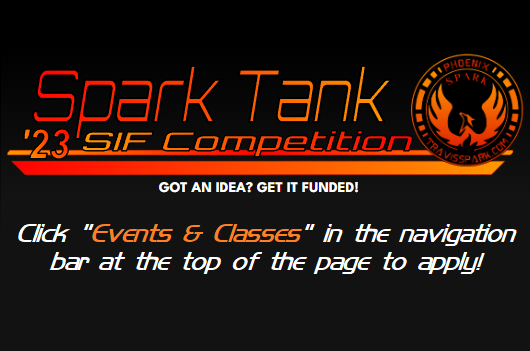 Spark Tank
'23 SIF Competition
PHOENIX
SPARK
TRAVISSPARK.COM
GOT AN IDEA? GET IT FUNDED!
Click "Events & Classes" in the navigation
bar at the top of the page to apply!